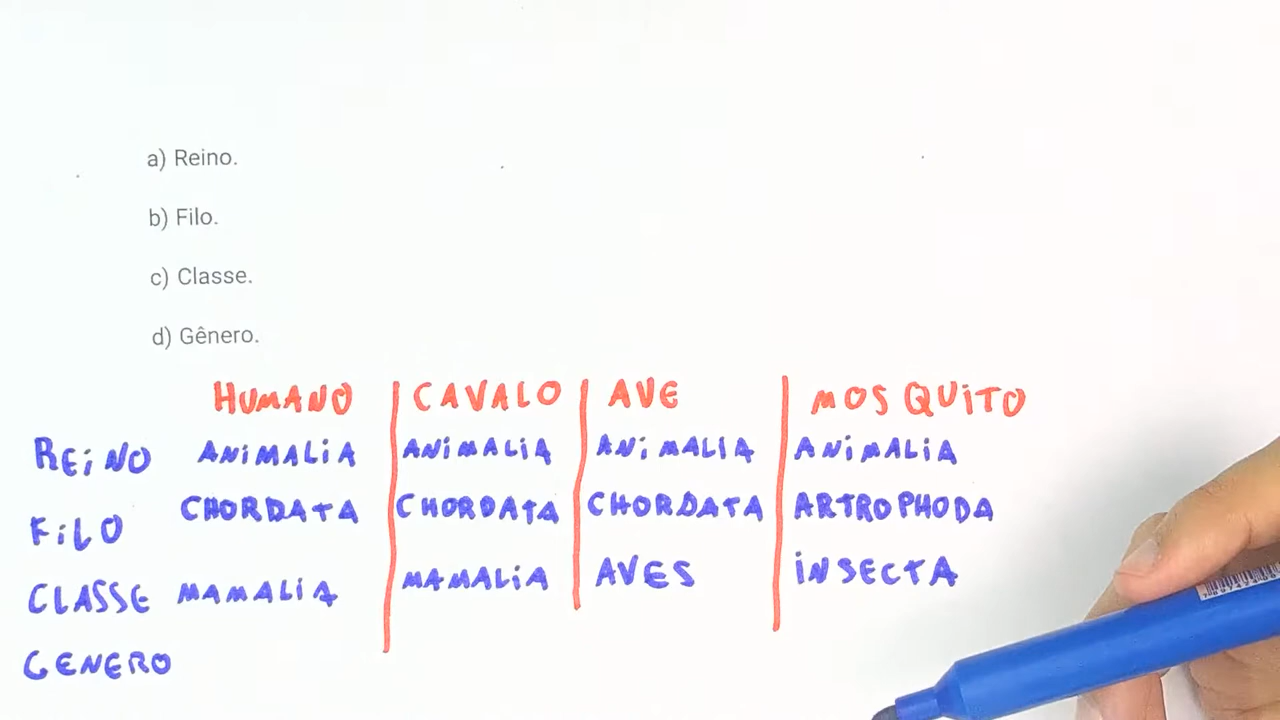 a) Reino.
b) Filo.
c) Classe.
d) Gênero.
HUMANO CAVALO AVE MOSQUITO
REINO ANIMALIA ANIMALIA ANIMALIA ANIMALIA
FILO CHORDATA CHORDATA CHORDATA ARTROPHODA
CLASSE MAMALIA MAMALIA AVES INSECTA
GENERO